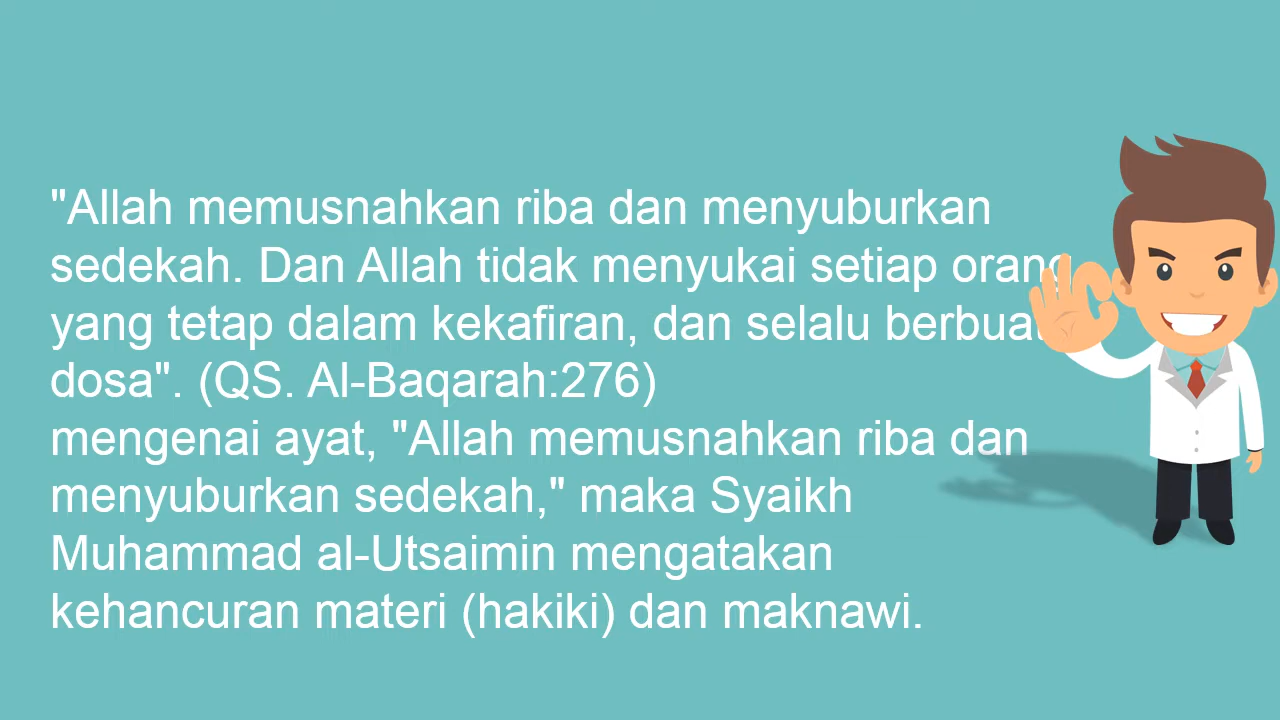 "Allah memusnahkan riba dan menyuburkan
sedekah. Dan Allah tidak menyukai setiap orang
yang tetap dalam kekafiran, dan selalu berbuat
dosa". (QS. Al-Baqarah:276)
mengenai ayat, "Allah memusnahkan riba dan
menyuburkan sedekah," maka Syaikh
Muhammad al-Utsaimin mengatakan
kehancuran materi (hakiki) dan maknawi.